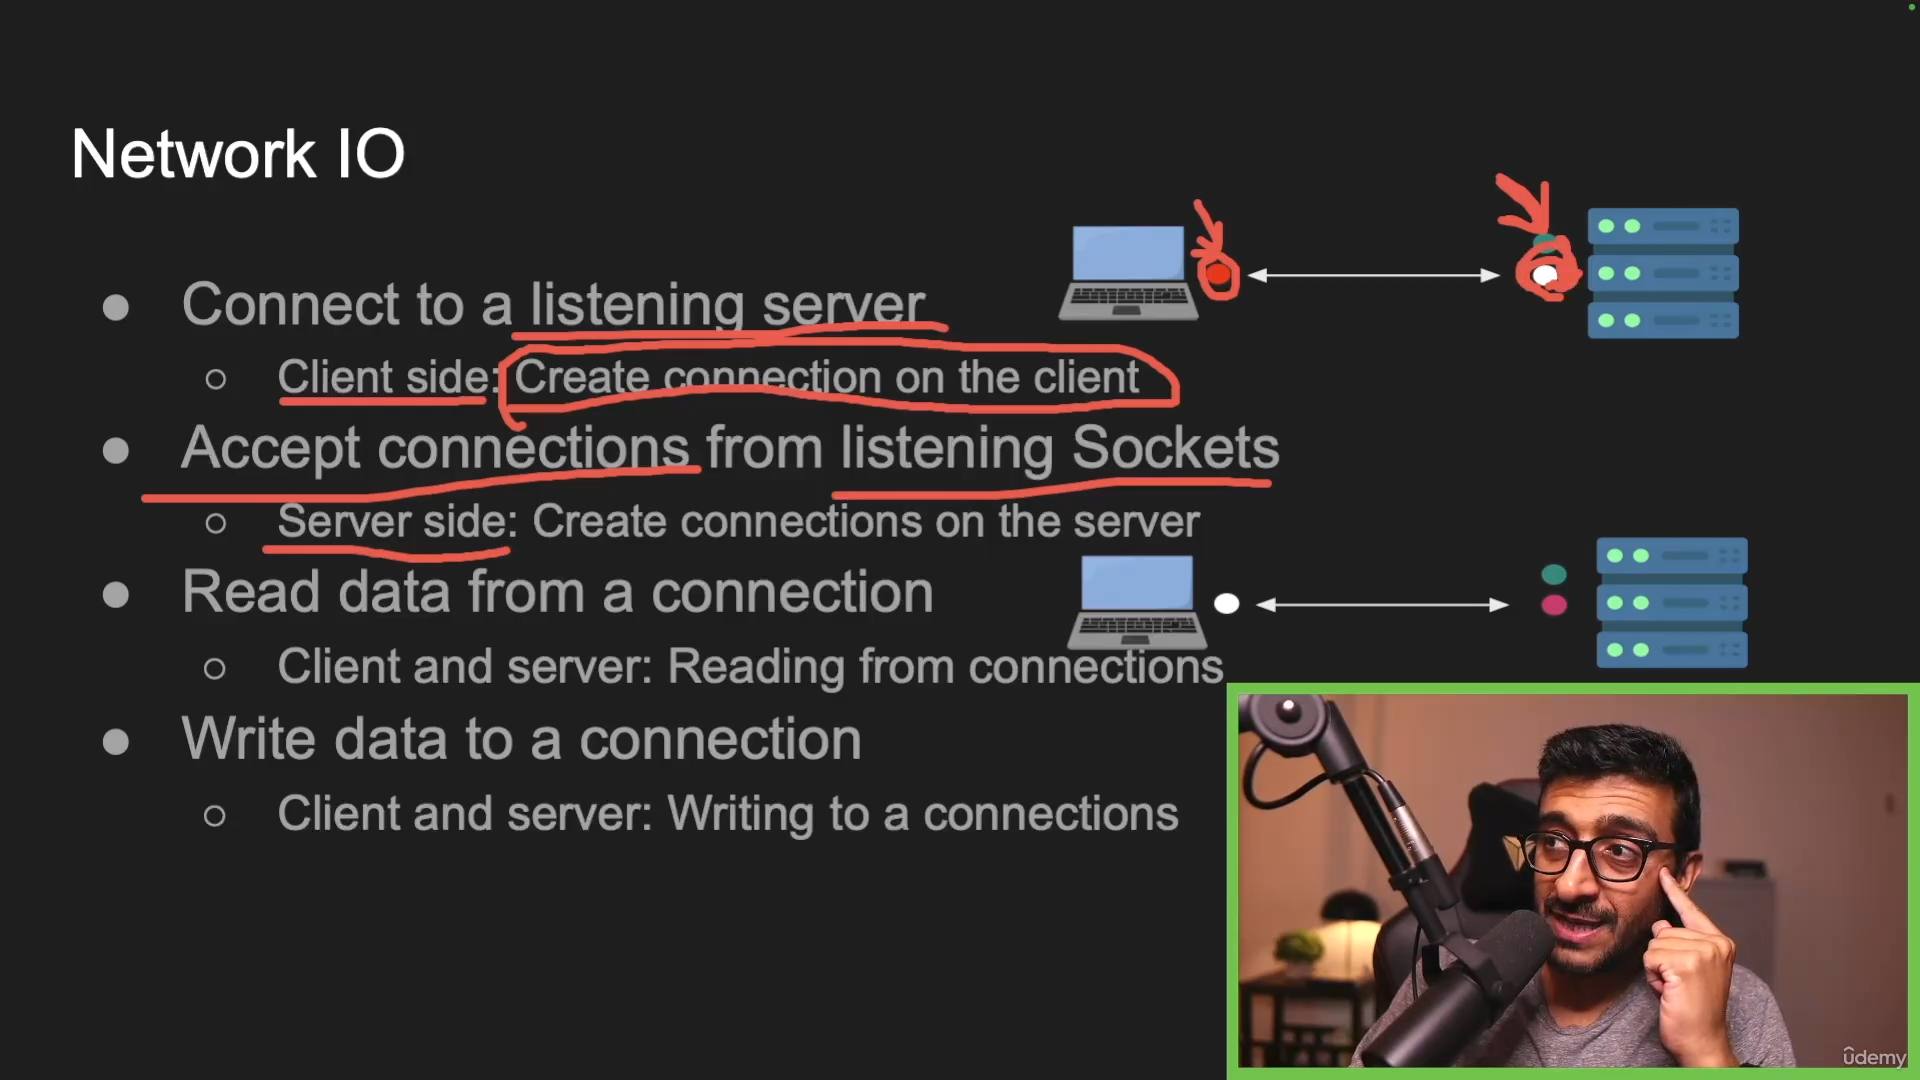 Network IO
Connect to a listening server
Client side: Create connection on the client
Accept connections from listening Sockets
Server side: Create connections on the server
Read data from a connection
Client and server: Reading from connections
Write data to a connection
Client and server: Writing to a connections
ûdemy